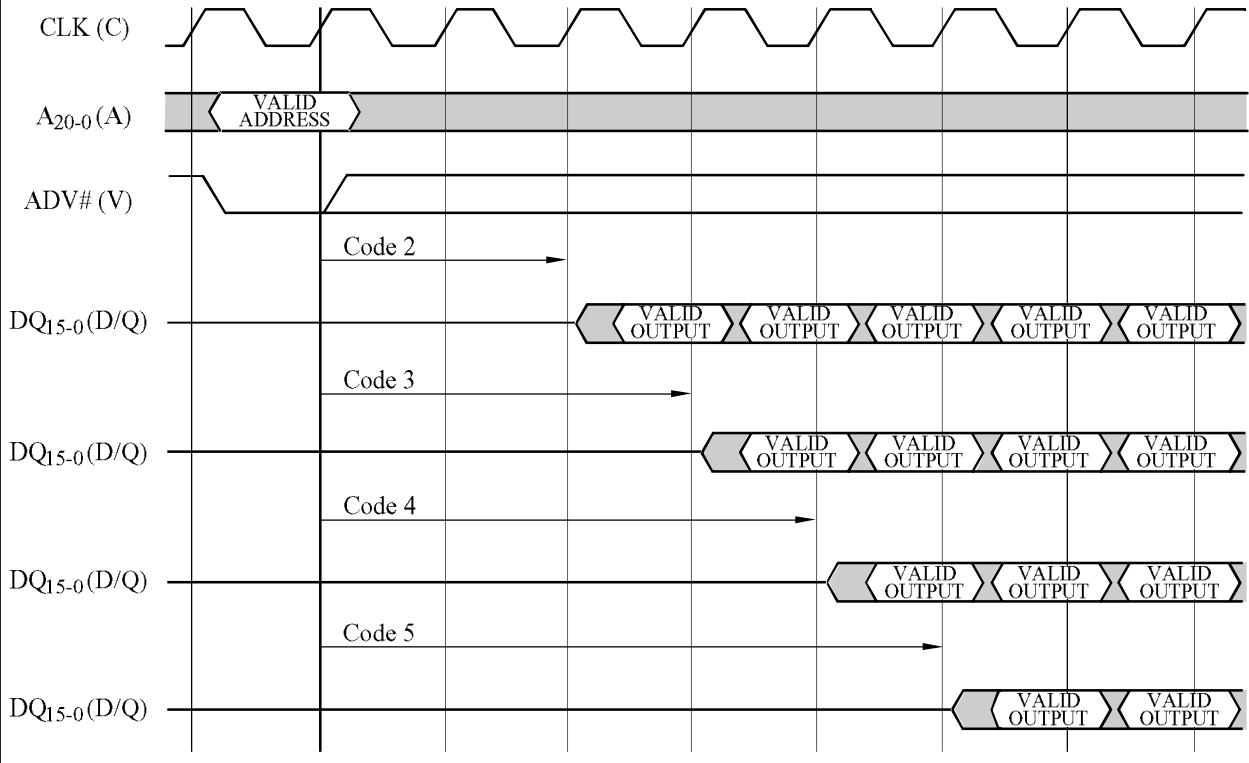 CLK (C)
A20-0 (A)
VALID
ADDRESS
ADV# (V)
Code 2
DQ15-0 (D/Q)
VALID
OUTPUT
VALID
OUTPUT
VALID
OUTPUT
VALID
OUTPUT
VALID
OUTPUT
Code 3
DQ15-0 (D/Q)
VALID
OUTPUT
VALID
OUTPUT
VALID
OUTPUT
VALID
OUTPUT
Code 4
DQ15-0 (D/Q)
VALID
OUTPUT
VALID
OUTPUT
VALID
OUTPUT
Code 5
DQ15-0 (D/Q)
VALID
OUTPUT
VALID
OUTPUT